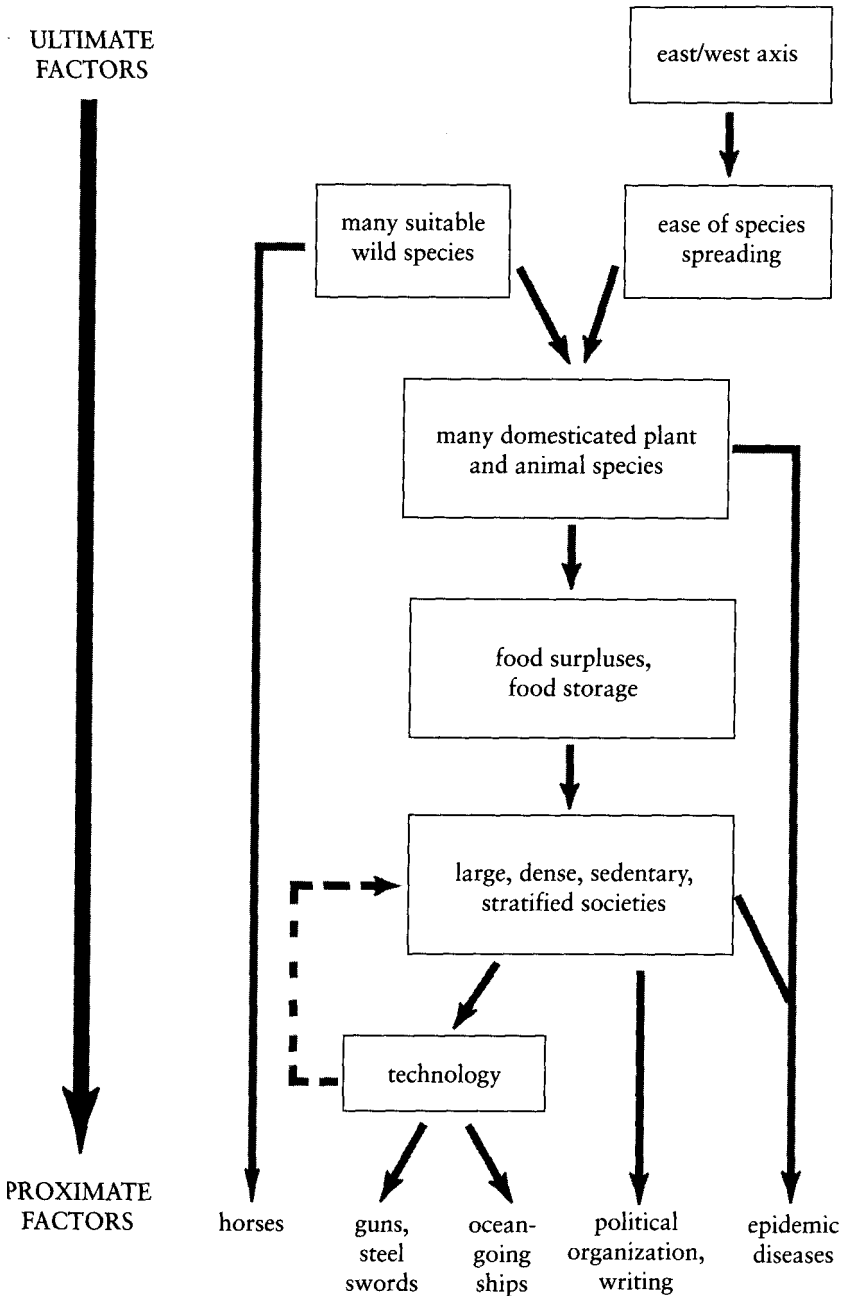 ULTIMATE
FACTORS
east/west axis
many suitable
wild species
ease of species
spreading
many domesticated plant
and animal species
food surpluses,
food storage
large, dense, sedentary,
stratified societies
technology
PROXIMATE
FACTORS
horses
guns,
steel
swords
ocean-
going
ships
political
organization,
writing
epidemic
diseases